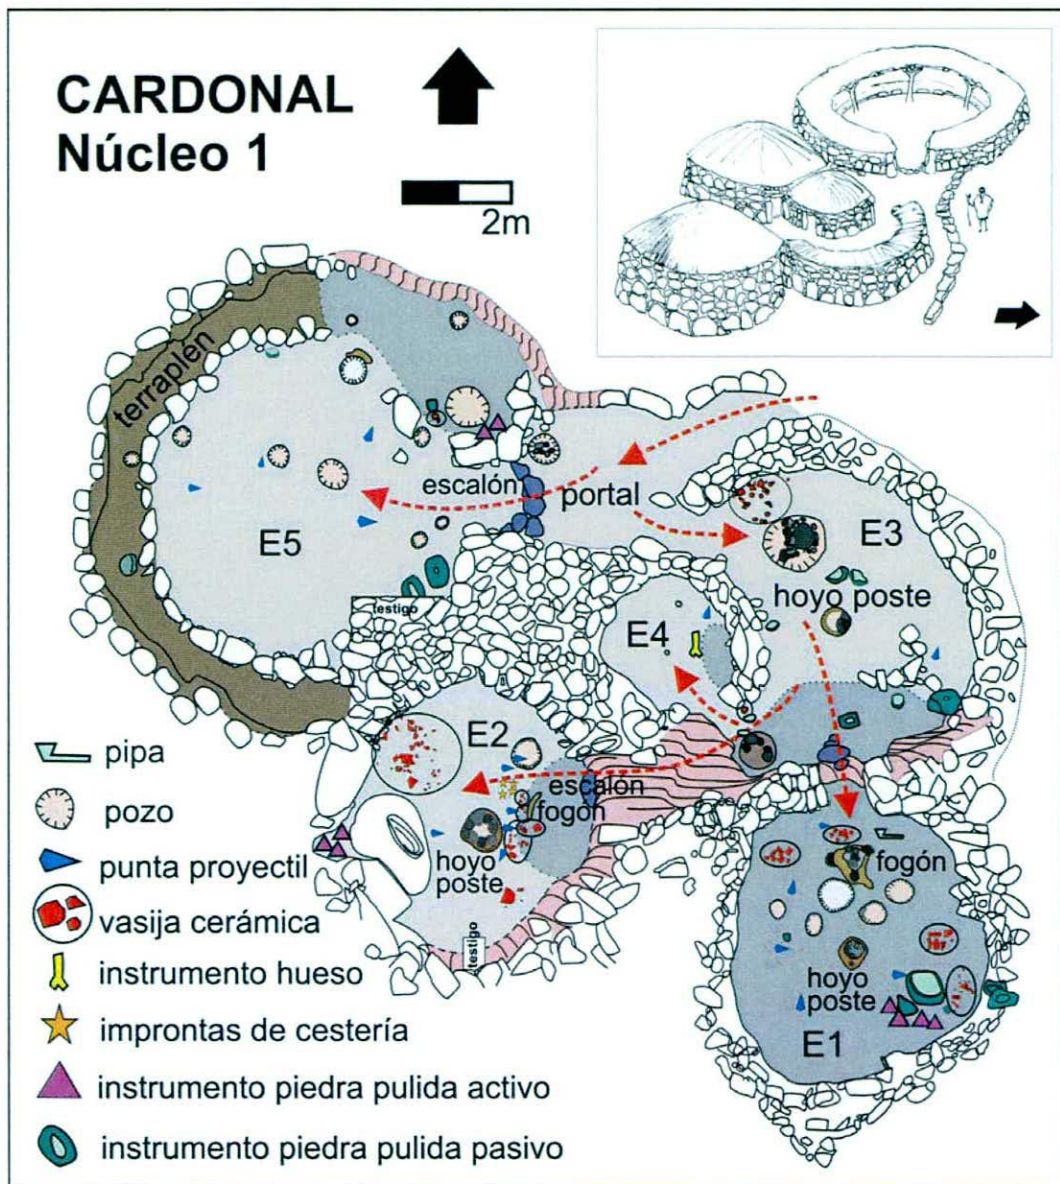 CARDONAL
Núcleo 1
2m
terraplén
escalón
portal
E5
E3
hoyo poste
testigo
E4
E2
escalón
fogón
hoyo
poste
testigo
fogón
hoyo
poste
E1
pipa
pozo
punta proyectil
vasija cerámica
instrumento hueso
improntas de cestería
instrumento piedra pulida activo
instrumento piedra pulida pasivo